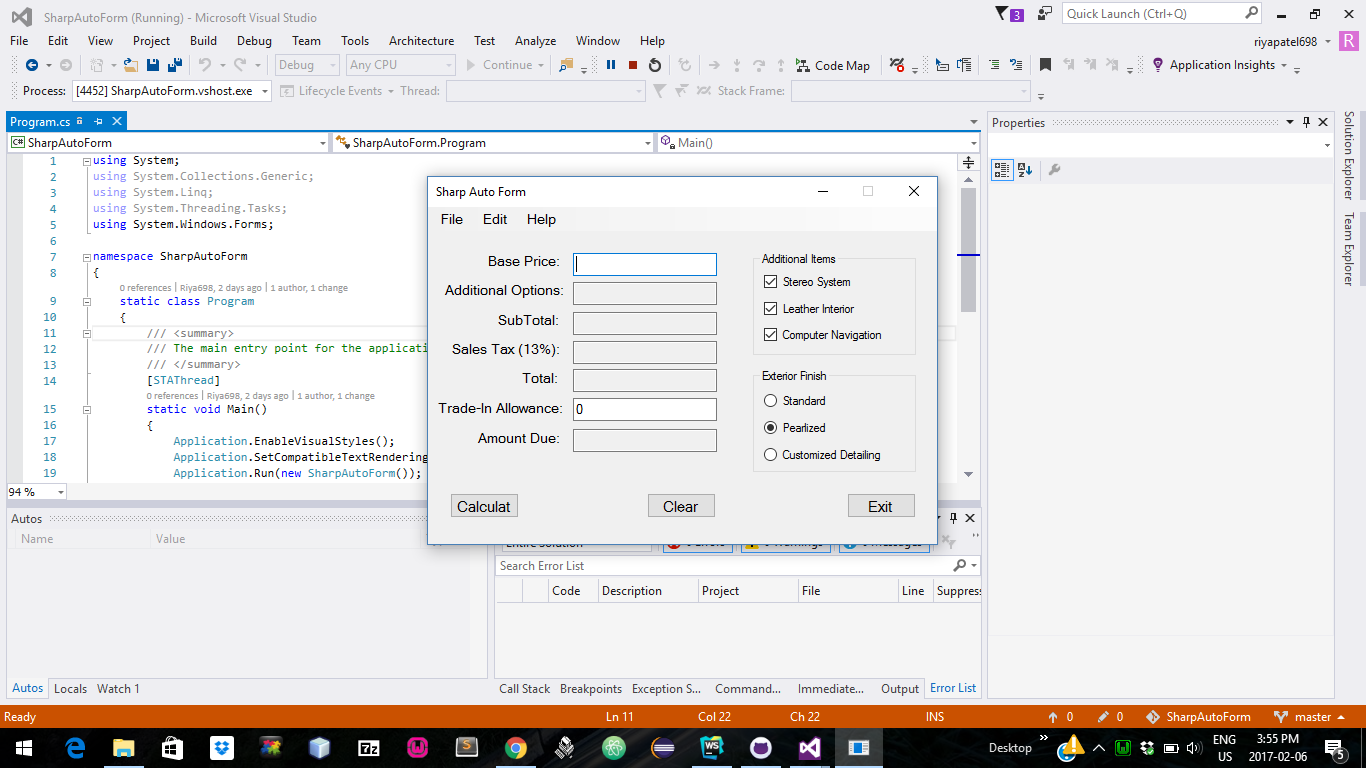 SharpAutoForm (Running) - Microsoft Visual Studio
3
Quick Launch (Ctrl+Q)
File Edit View Project Build Debug Team Tools Architecture Test Analyze Window Help
riyapatel698 R
Debug Any CPU Continue Code Map Application Insights
Process: [4452] SharpAutoForm.vshost.exe Lifecycle Events Thread: Stack Frame:
Program.cs
C# SharpAutoForm SharpAutoForm.Program Main()
1 using System;
2 using System.Collections.Generic;
3 using System.Linq;
4 using System.Threading.Tasks;
5 using System.Windows.Forms;
6
7 namespace SharpAutoForm
8 {
0 references | Riya698, 2 days ago | 1 author, 1 change
9 static class Program
10 {
11 /// <summary>
12 /// The main entry point for the applicati
13 /// </summary>
14 [STAThread]
0 references | Riya698, 2 days ago | 1 author, 1 change
15 static void Main()
16 {
17 Application.EnableVisualStyles();
18 Application.SetCompatibleTextRendering
19 Application.Run(new SharpAutoForm());
94 %
Sharp Auto Form
File Edit Help
Base Price:
Additional Options:
SubTotal:
Sales Tax (13%):
Total:
Trade-In Allowance: 0
Amount Due:
Additional Items
Stereo System
Leather Interior
Computer Navigation
Exterior Finish
Standard
Pearlized
Customized Detailing
Calculat Clear Exit
Properties
Solution Explorer
Team Explorer
Autos
Name Value
Search Error List
Code Description Project File Line Suppress
Autos Locals Watch 1
Call Stack Breakpoints Exception S... Command... Immediate... Output Error List
Ready Ln 11 Col 22 Ch 22 INS 0 0 SharpAutoForm master
Desktop
ENG
US
3:55 PM
2017-02-06
5